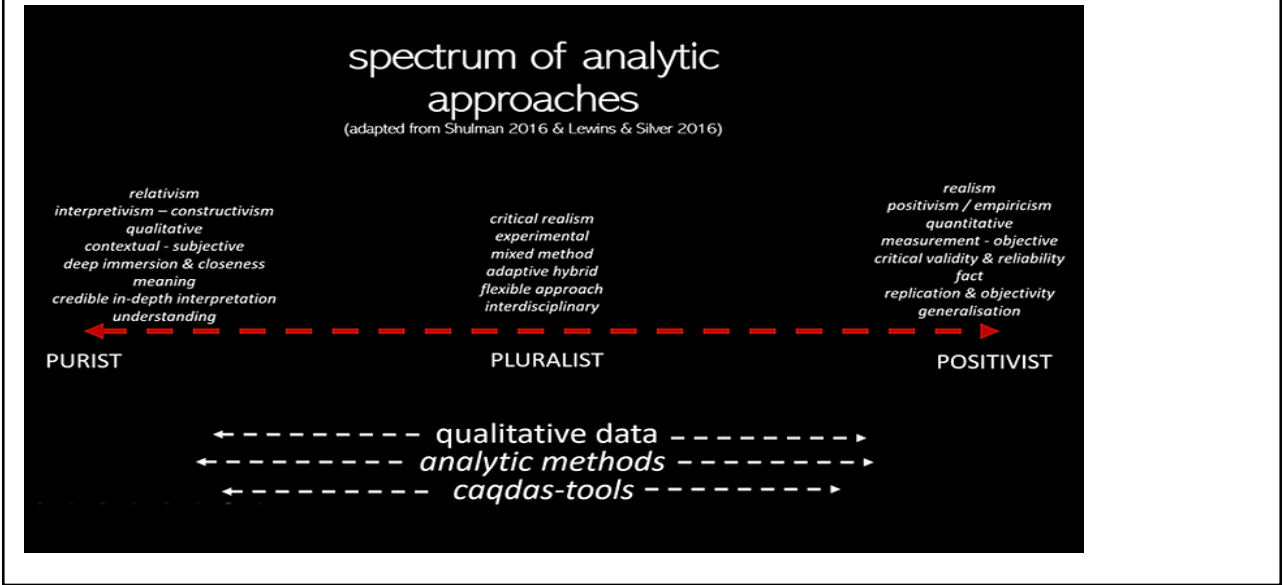 spectrum of analytic
approaches
(adapted from Shulman 2016 & Lewins & Silver 2016)
relativism
interpretivism – constructivism
qualitative
contextual - subjective
deep immersion & closeness
meaning
credible in-depth interpretation
understanding
critical realism
experimental
mixed method
adaptive hybrid
flexible approach
interdisciplinary
realism
positivism / empiricism
quantitative
measurement - objective
critical validity & reliability
fact
replication & objectivity
generalisation
PURIST
PLURALIST
POSITIVIST
qualitative data
analytic methods
caqdas-tools